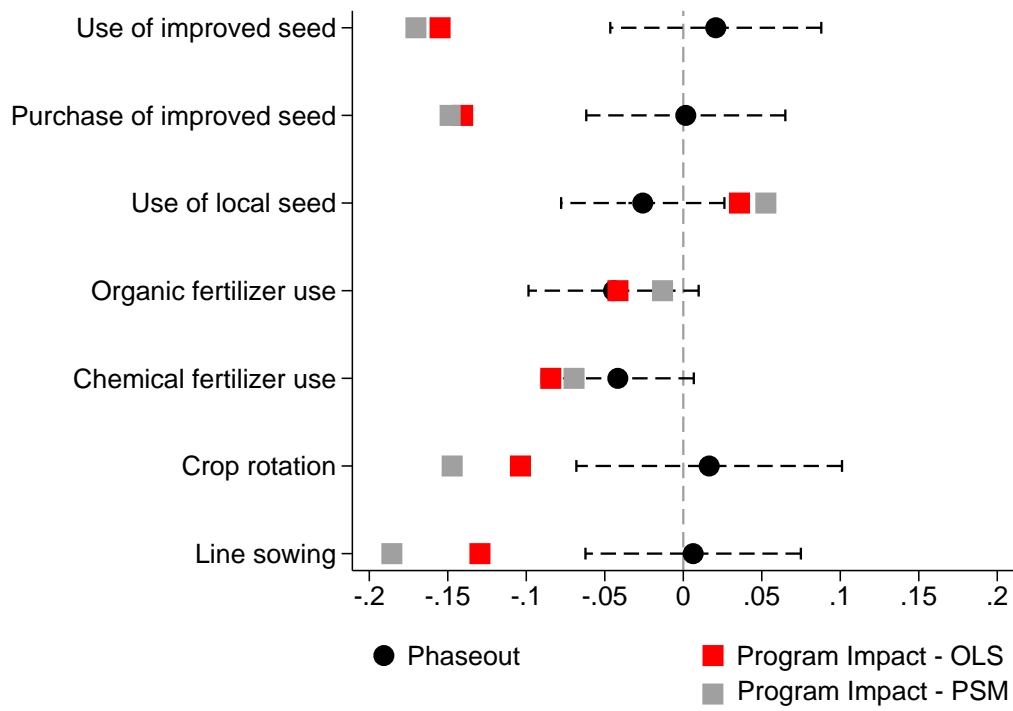 Use of improved seed
Purchase of improved seed
Use of local seed
Organic fertilizer use
Chemical fertilizer use
Crop rotation
Line sowing
-.2 -.15 -.1 -.05 0 .05 .1 .15 .2
Phaseout
Program Impact - OLS
Program Impact - PSM